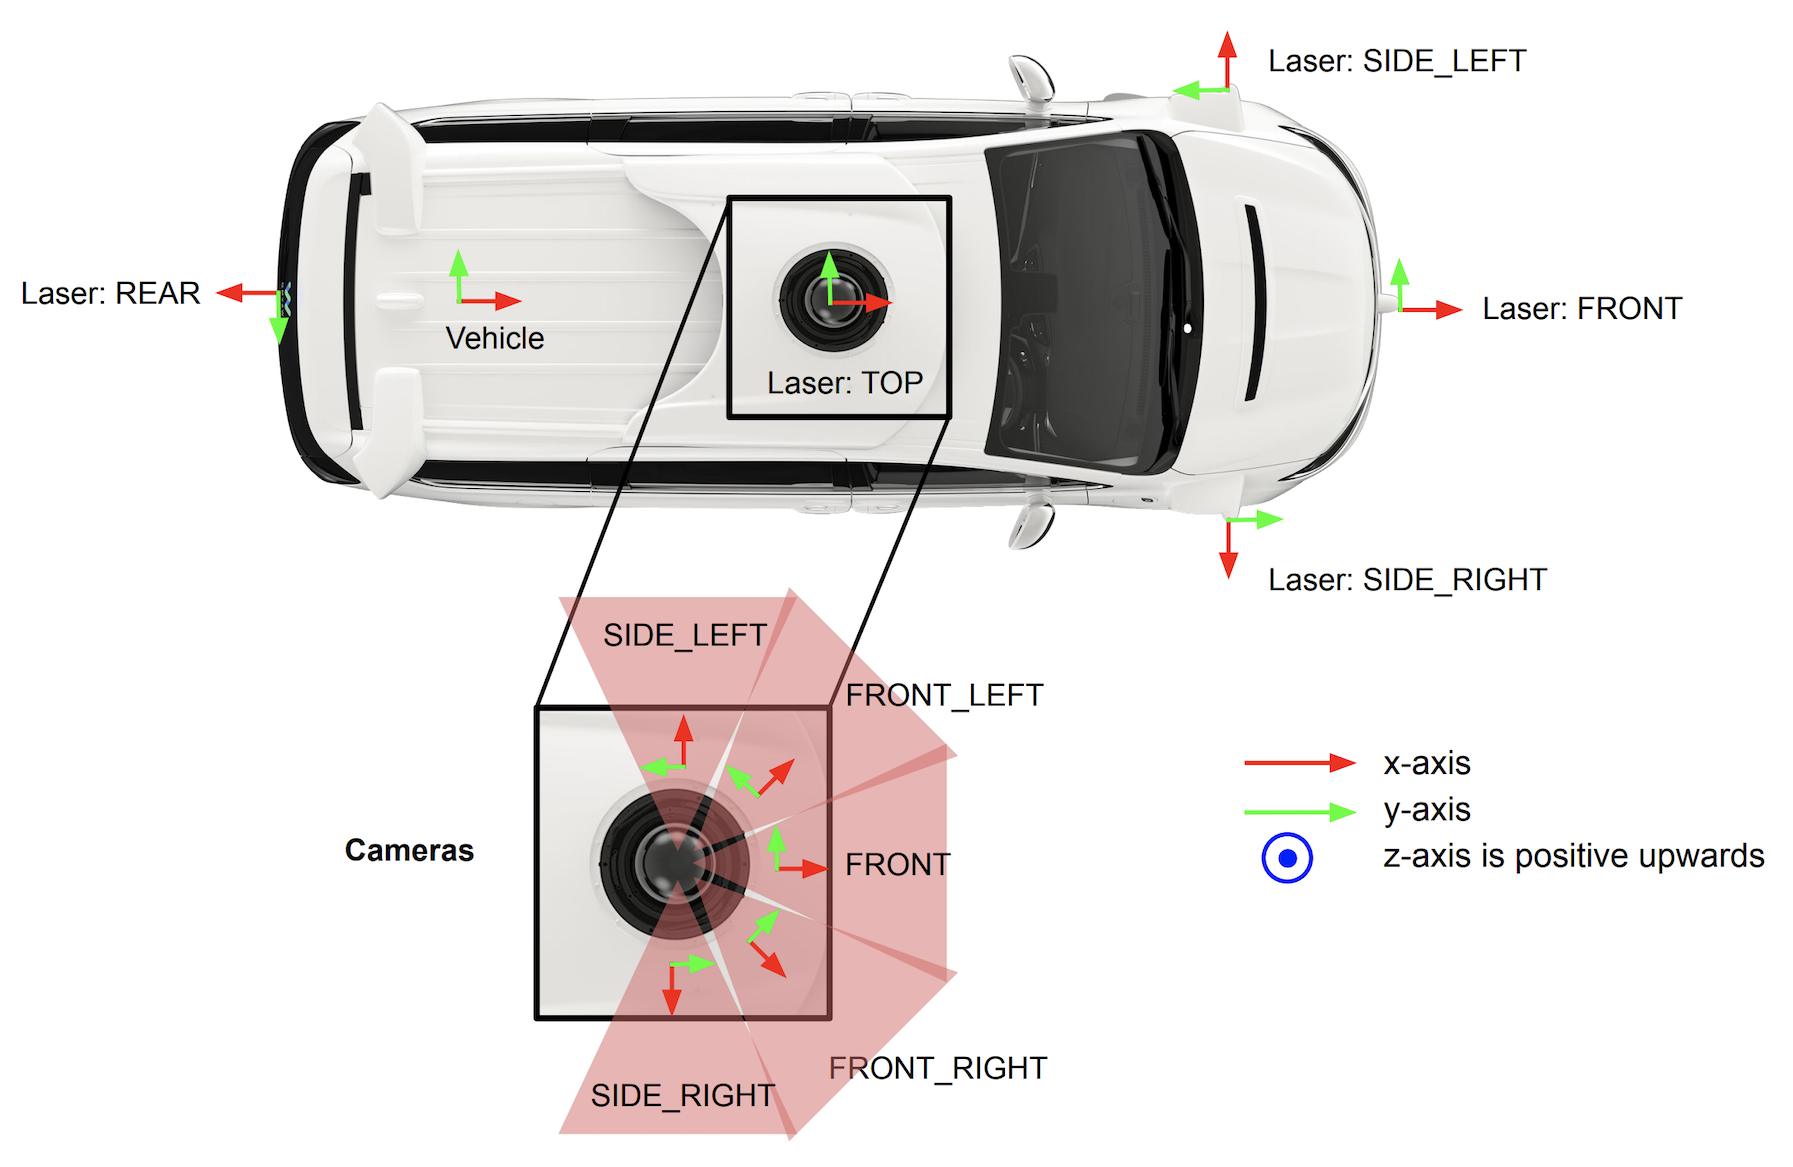 Laser: SIDE_LEFT
Laser: REAR
Vehicle
Laser: TOP
Laser: FRONT
Laser: SIDE_RIGHT
SIDE_LEFT
FRONT_LEFT
x-axis
y-axis
z-axis is positive upwards
Cameras
FRONT
FRONT_RIGHT
SIDE_RIGHT